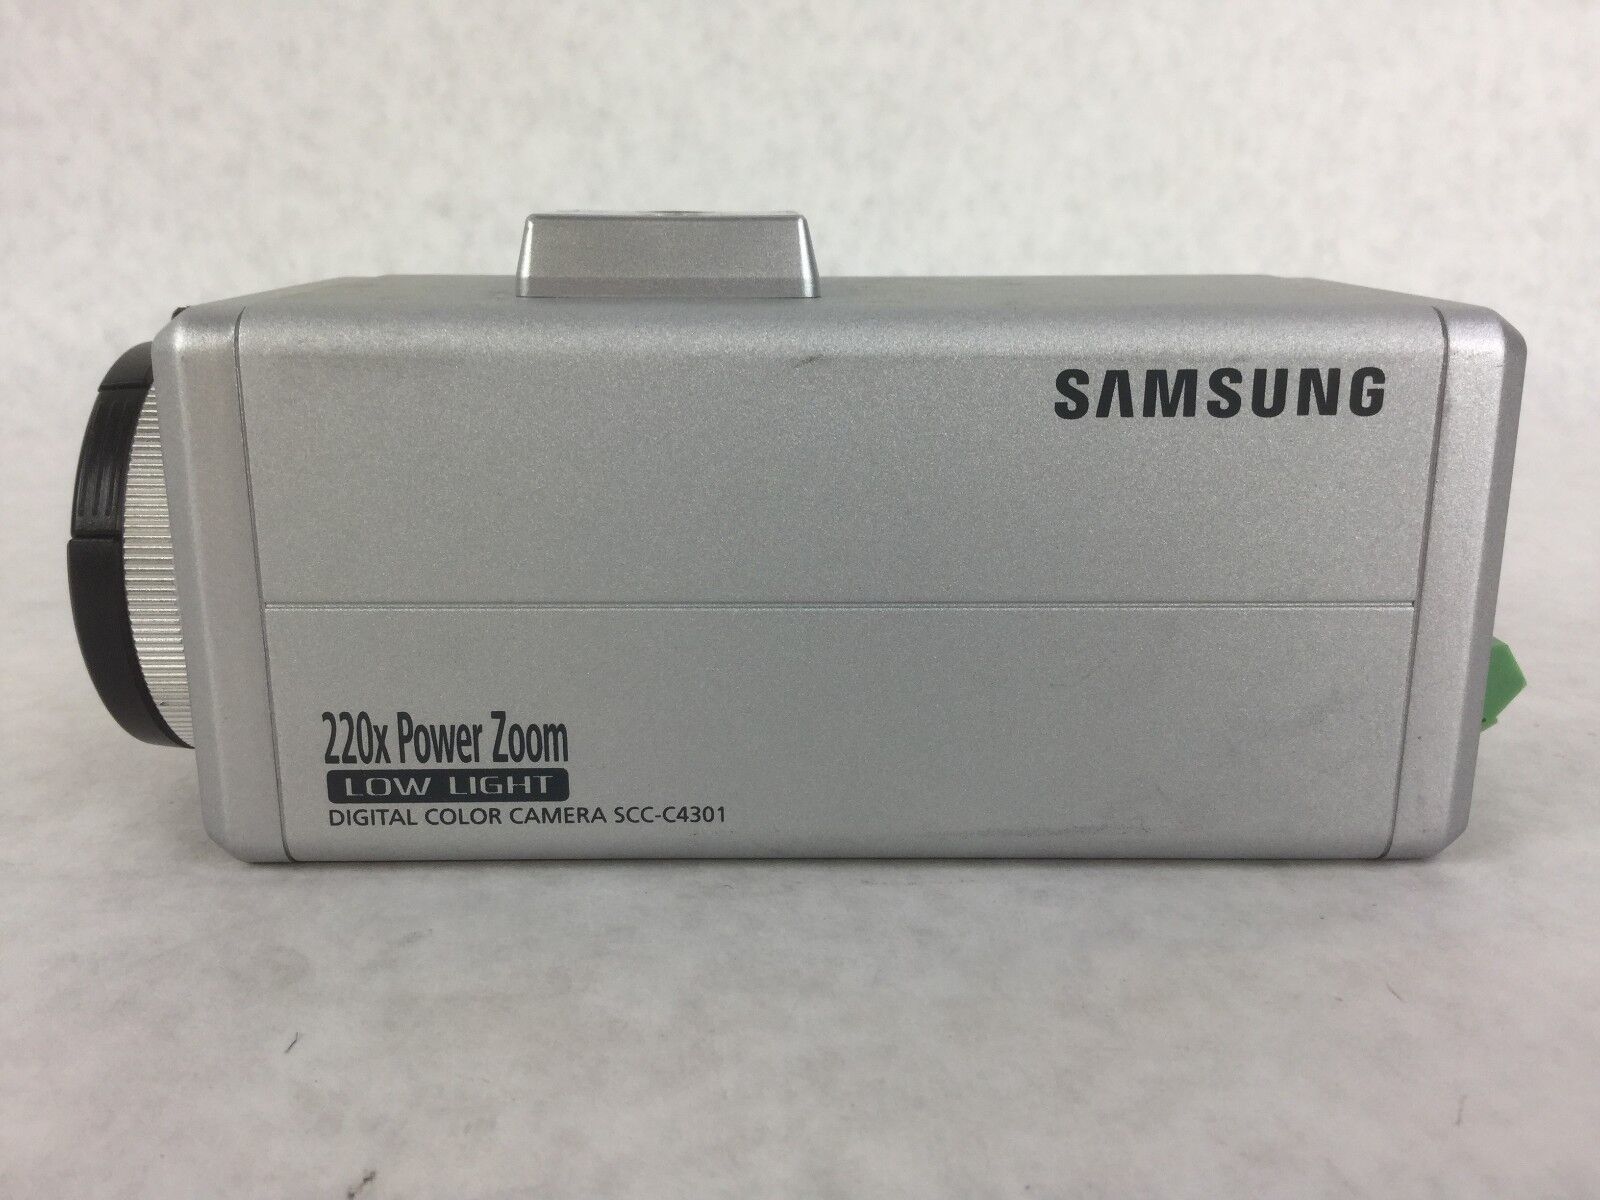 SAMSUNG
220x Power Zoom
LOW LIGHT
DIGITAL COLOR CAMERA SCC-C4301